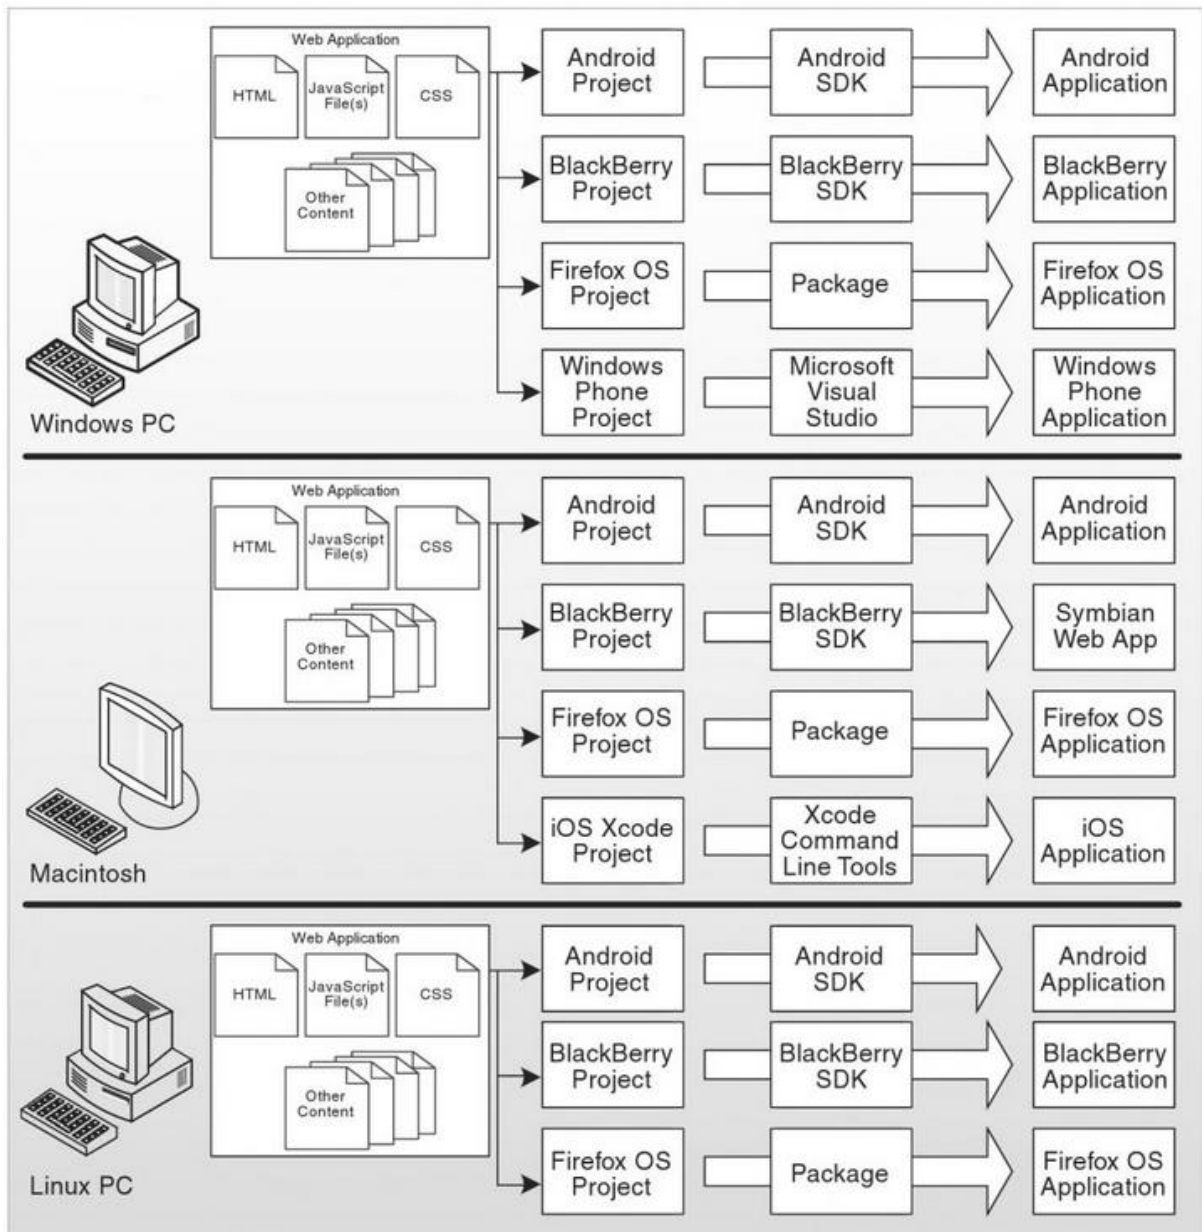 Web Application
HTML
JavaScript
File(s)
CSS
Other
Content
Windows PC
Android
Project
Android
SDK
Android
Application
BlackBerry
Project
BlackBerry
SDK
BlackBerry
Application
Firefox OS
Project
Package
Firefox OS
Application
Windows
Phone
Project
Microsoft
Visual
Studio
Windows
Phone
Application
Web Application
HTML
JavaScript
File(s)
CSS
Other
Content
Macintosh
Android
Project
Android
SDK
Android
Application
BlackBerry
Project
BlackBerry
SDK
Symbian
Web App
Firefox OS
Project
Package
Firefox OS
Application
iOS Xcode
Project
Xcode
Command
Line Tools
iOS
Application
Web Application
HTML
JavaScript
File(s)
CSS
Other
Content
Linux PC
Android
Project
Android
SDK
Android
Application
BlackBerry
Project
BlackBerry
SDK
BlackBerry
Application
Firefox OS
Project
Package
Firefox OS
Application